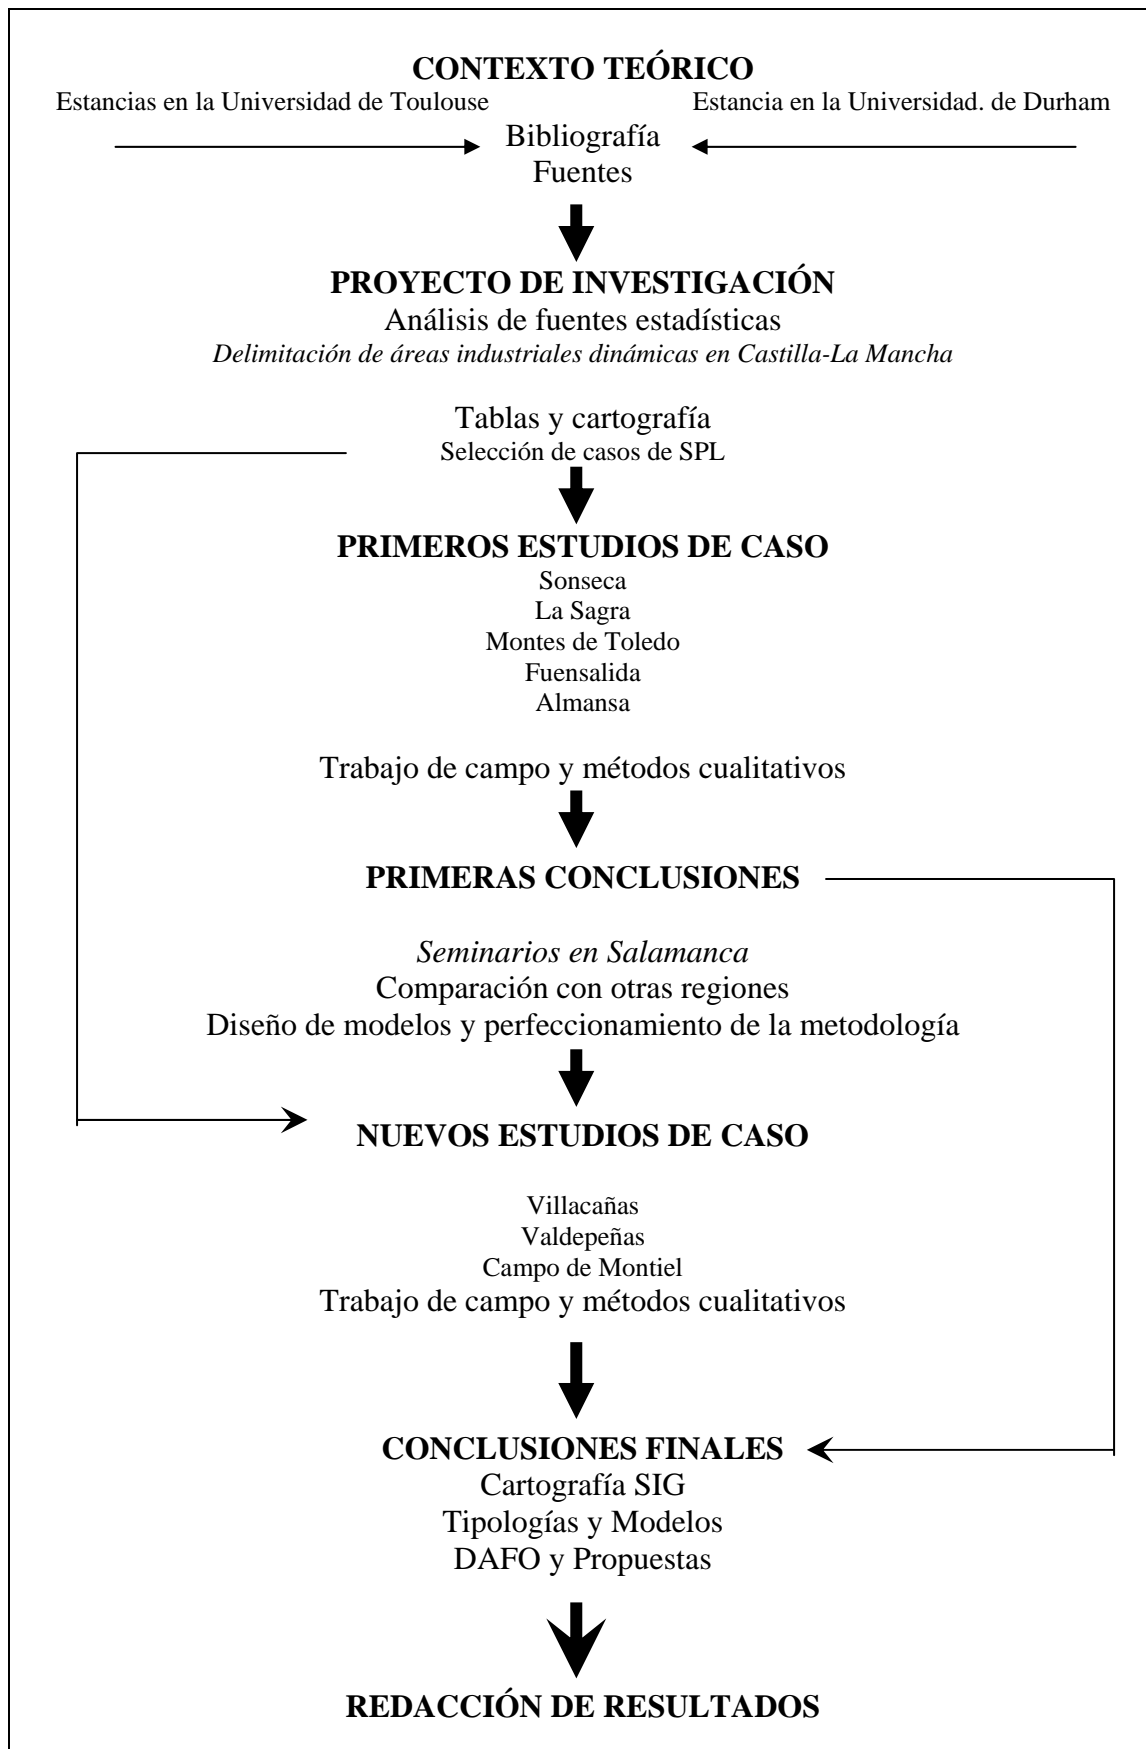 CONTEXTO TEÓRICO
Estancias en la Universidad de Toulouse
Estancia en la Universidad. de Durham
Bibliografía
Fuentes
PROYECTO DE INVESTIGACIÓN
Análisis de fuentes estadísticas
Delimitación de áreas industriales dinámicas en Castilla-La Mancha
Tablas y cartografía
Selección de casos de SPL
PRIMEROS ESTUDIOS DE CASO
Sonseca
La Sagra
Montes de Toledo
Fuensalida
Almansa
Trabajo de campo y métodos cualitativos
PRIMERAS CONCLUSIONES
Seminarios en Salamanca
Comparación con otras regiones
Diseño de modelos y perfeccionamiento de la metodología
NUEVOS ESTUDIOS DE CASO
Villacañas
Valdepeñas
Campo de Montiel
Trabajo de campo y métodos cualitativos
CONCLUSIONES FINALES
Cartografía SIG
Tipologías y Modelos
DAFO y Propuestas
REDACCIÓN DE RESULTADOS